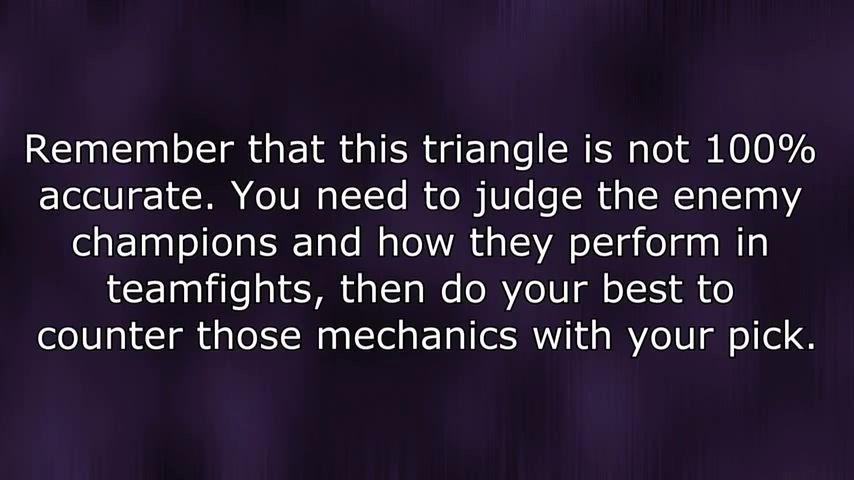 Remember that this triangle is not 100%
accurate. You need to judge the enemy
champions and how they perform in
teamfights, then do your best to
counter those mechanics with your pick.